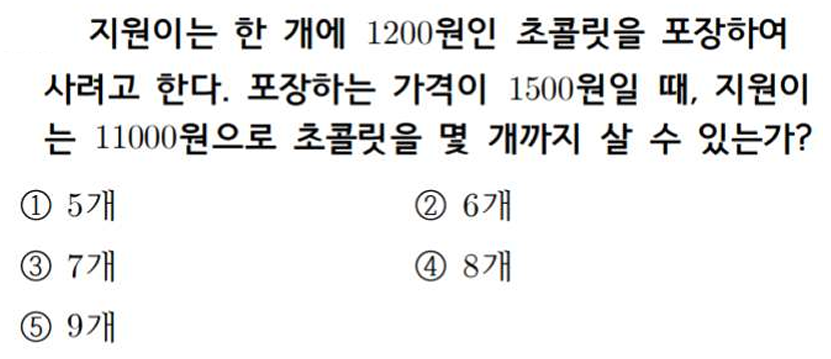 지원이는 한 개에 1200원인 초콜릿을 포장하여
사려고 한다. 포장하는 가격이 1500원일 때, 지원이
는 11000원으로 초콜릿을 몇 개까지 살 수 있는가?
① 5개 ② 6개
③ 7개 ④ 8개
⑤ 9개